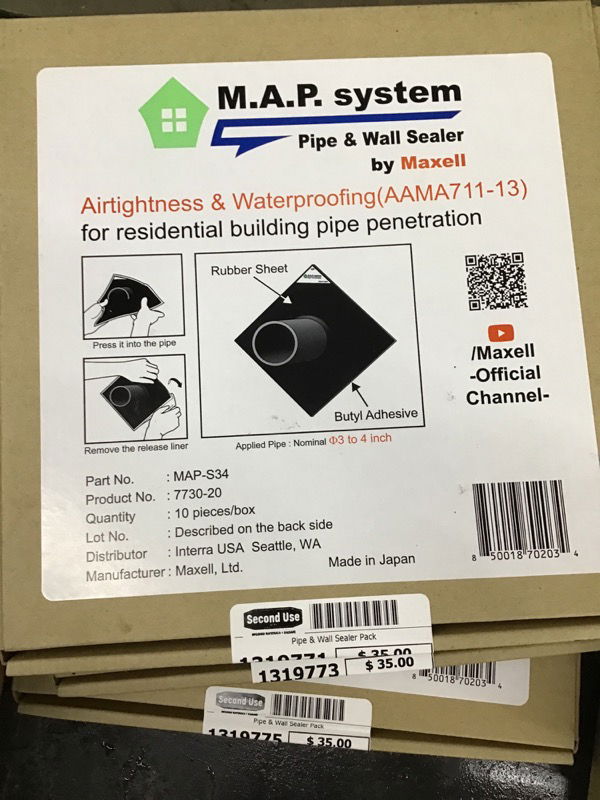 M.A.P. system
Pipe & Wall Sealer
by Maxell
Airtightness & Waterproofing(AAMA711-13)
for residential building pipe penetration
Rubber Sheet
Press it into the pipe
/Maxell
-Official
Channel-
Butyl Adhesive
Remove the release liner
Applied Pipe : Nominal Φ3 to 4 inch
Part No. : MAP-S34
Product No. : 7730-20
Quantity : 10 pieces/box
Lot No. : Described on the back side
Distributor : Interra USA Seattle, WA
Manufacturer : Maxell, Ltd.
Made in Japan
8 50018"70203 4
Second Use
Pipe & Wall Sealer Pack
1319771 $ 35.00
1319773 $ 35.00
8 50018"70203 4
Second Use
Pipe & Wall Sealer Pack
1319775 $ 35.00